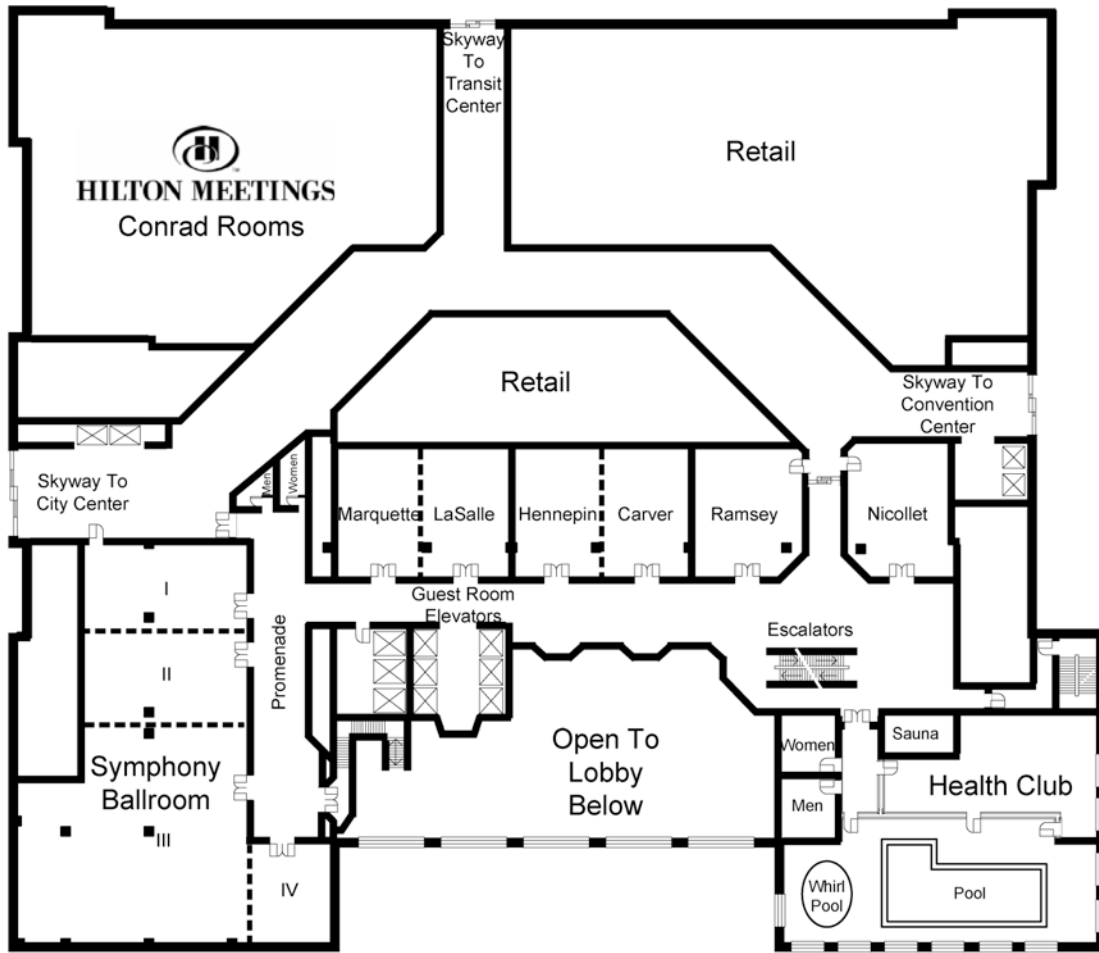 Skyway
To
Transit
Center
Retail
H
HILTON MEETINGS
Conrad Rooms
Retail
Skyway To
Convention
Center
Skyway To
City Center
Men
Women
Marquette
LaSalle
Hennepin
Carver
Ramsey
Nicollet
Guest Room
Elevators
Promenade
Escalators
I
II
Symphony
Ballroom
III
IV
Open To
Lobby
Below
Women
Men
Sauna
Health Club
Whirl
Pool
Pool